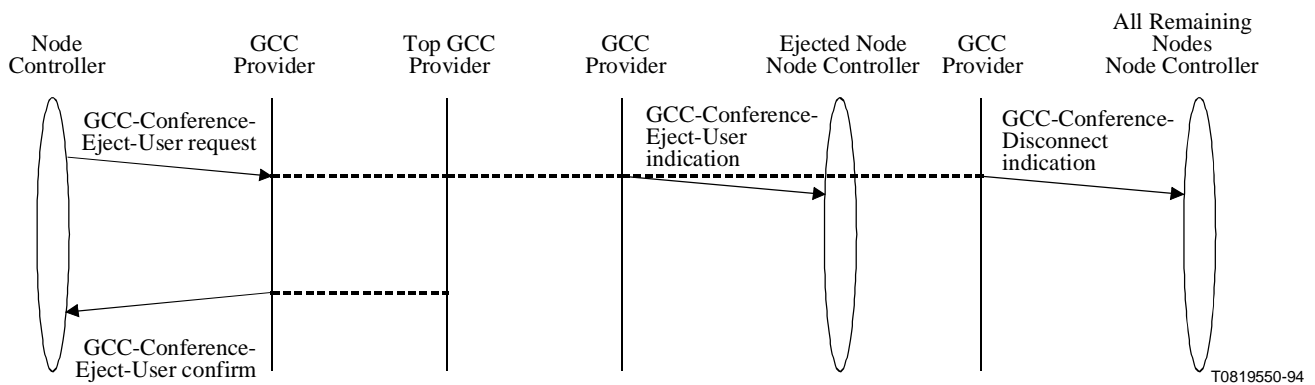 Node
Controller
GCC
Provider
Top GCC
Provider
GCC
Provider
Ejected Node
Node Controller
GCC
Provider
All Remaining
Nodes
Node Controller
GCC-Conference-
Eject-User request
GCC-Conference-
Eject-User
indication
GCC-Conference-
Disconnect
indication
GCC-Conference-
Eject-User confirm
T0819550-94